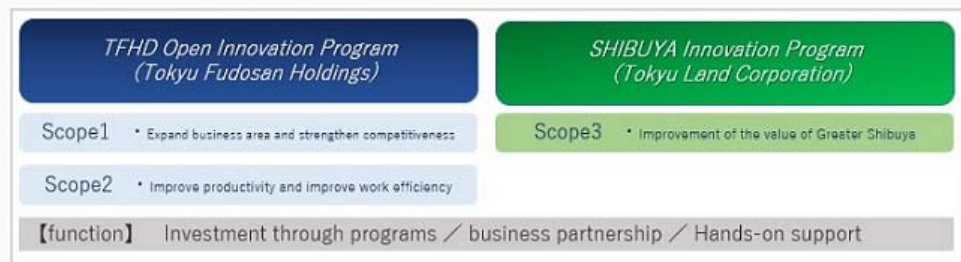 TFHD Open Innovation Program
(Tokyu Fudosan Holdings)
SHIBUYA Innovation Program
(Tokyu Land Corporation)
Scope1 ・Expand business area and strengthen competitiveness
Scope2 ・Improve productivity and improve work efficiency
Scope3 ・Improvement of the value of Greater Shibuya
【function】 Investment through programs ／ business partnership ／ Hands-on support